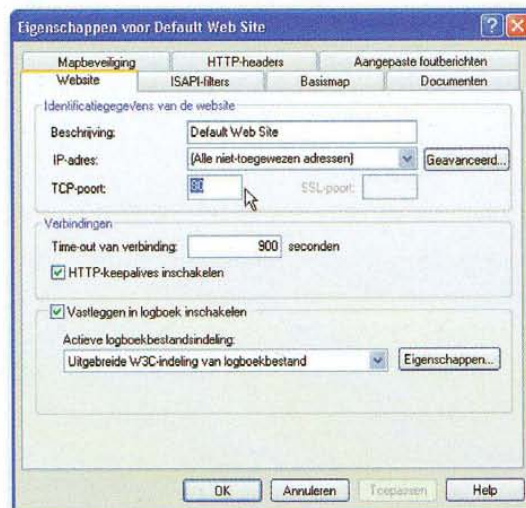 Eigenschappen voor Default Web Site
Mapbeveiliging HTTP-headers Aangepaste foutberichten
Website ISAPI-filters Basismap Documenten
Identificatiegegevens van de website
Beschrijving: Default Web Site
IP-adres: (Alle niet-toegewezen adressen) Geavanceerd...
TCP-poort: 80 SSL-poort:
Verbindingen
Time-out van verbinding: 900 seconden
HTTP-keepalives inschakelen
Vastleggen in logboek inschakelen
Actieve logboekbestandsindeling:
Uitgebreide W3C-indeling van logboekbestand Eigenschappen...
OK Annuleren Toepassen Help